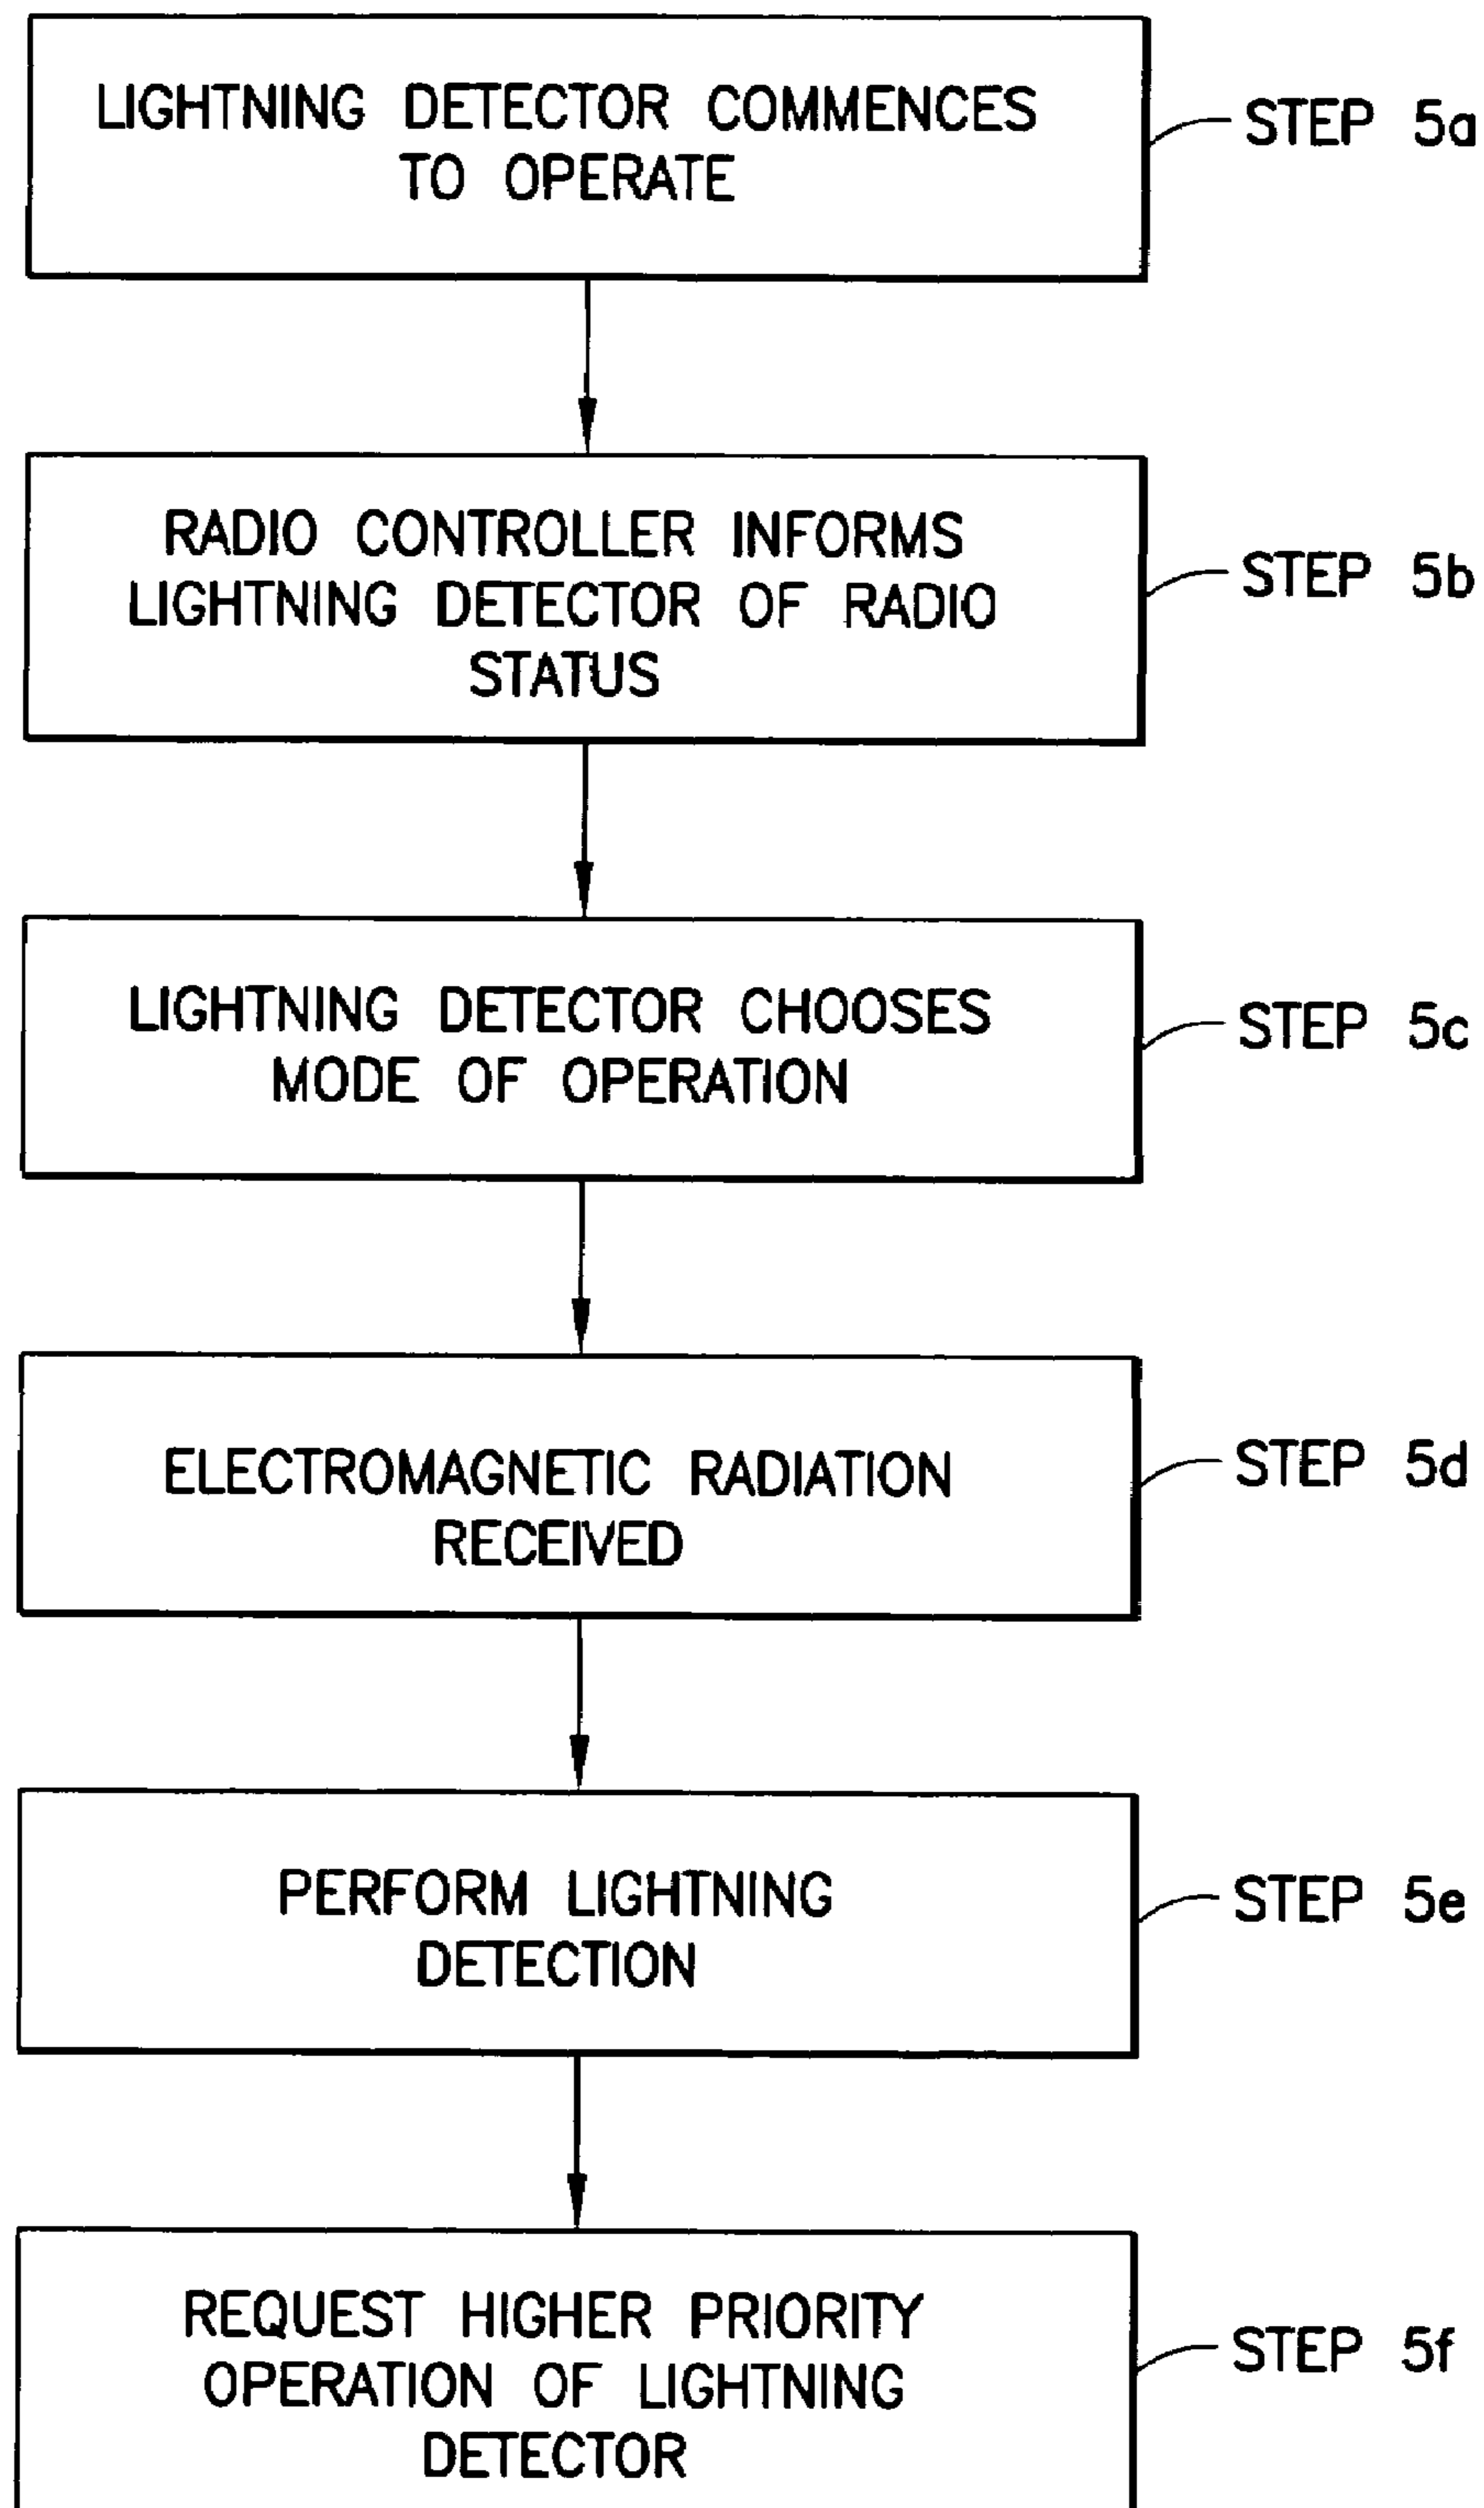 LIGHTNING DETECTOR COMMENCES
TO OPERATE
STEP 5a
RADIO CONTROLLER INFORMS
LIGHTNING DETECTOR OF RADIO
STATUS
STEP 5b
LIGHTNING DETECTOR CHOOSES
MODE OF OPERATION
STEP 5c
ELECTROMAGNETIC RADIATION
RECEIVED
STEP 5d
PERFORM LIGHTNING
DETECTION
STEP 5e
REQUEST HIGHER PRIORITY
OPERATION OF LIGHTNING
DETECTOR
STEP 5f